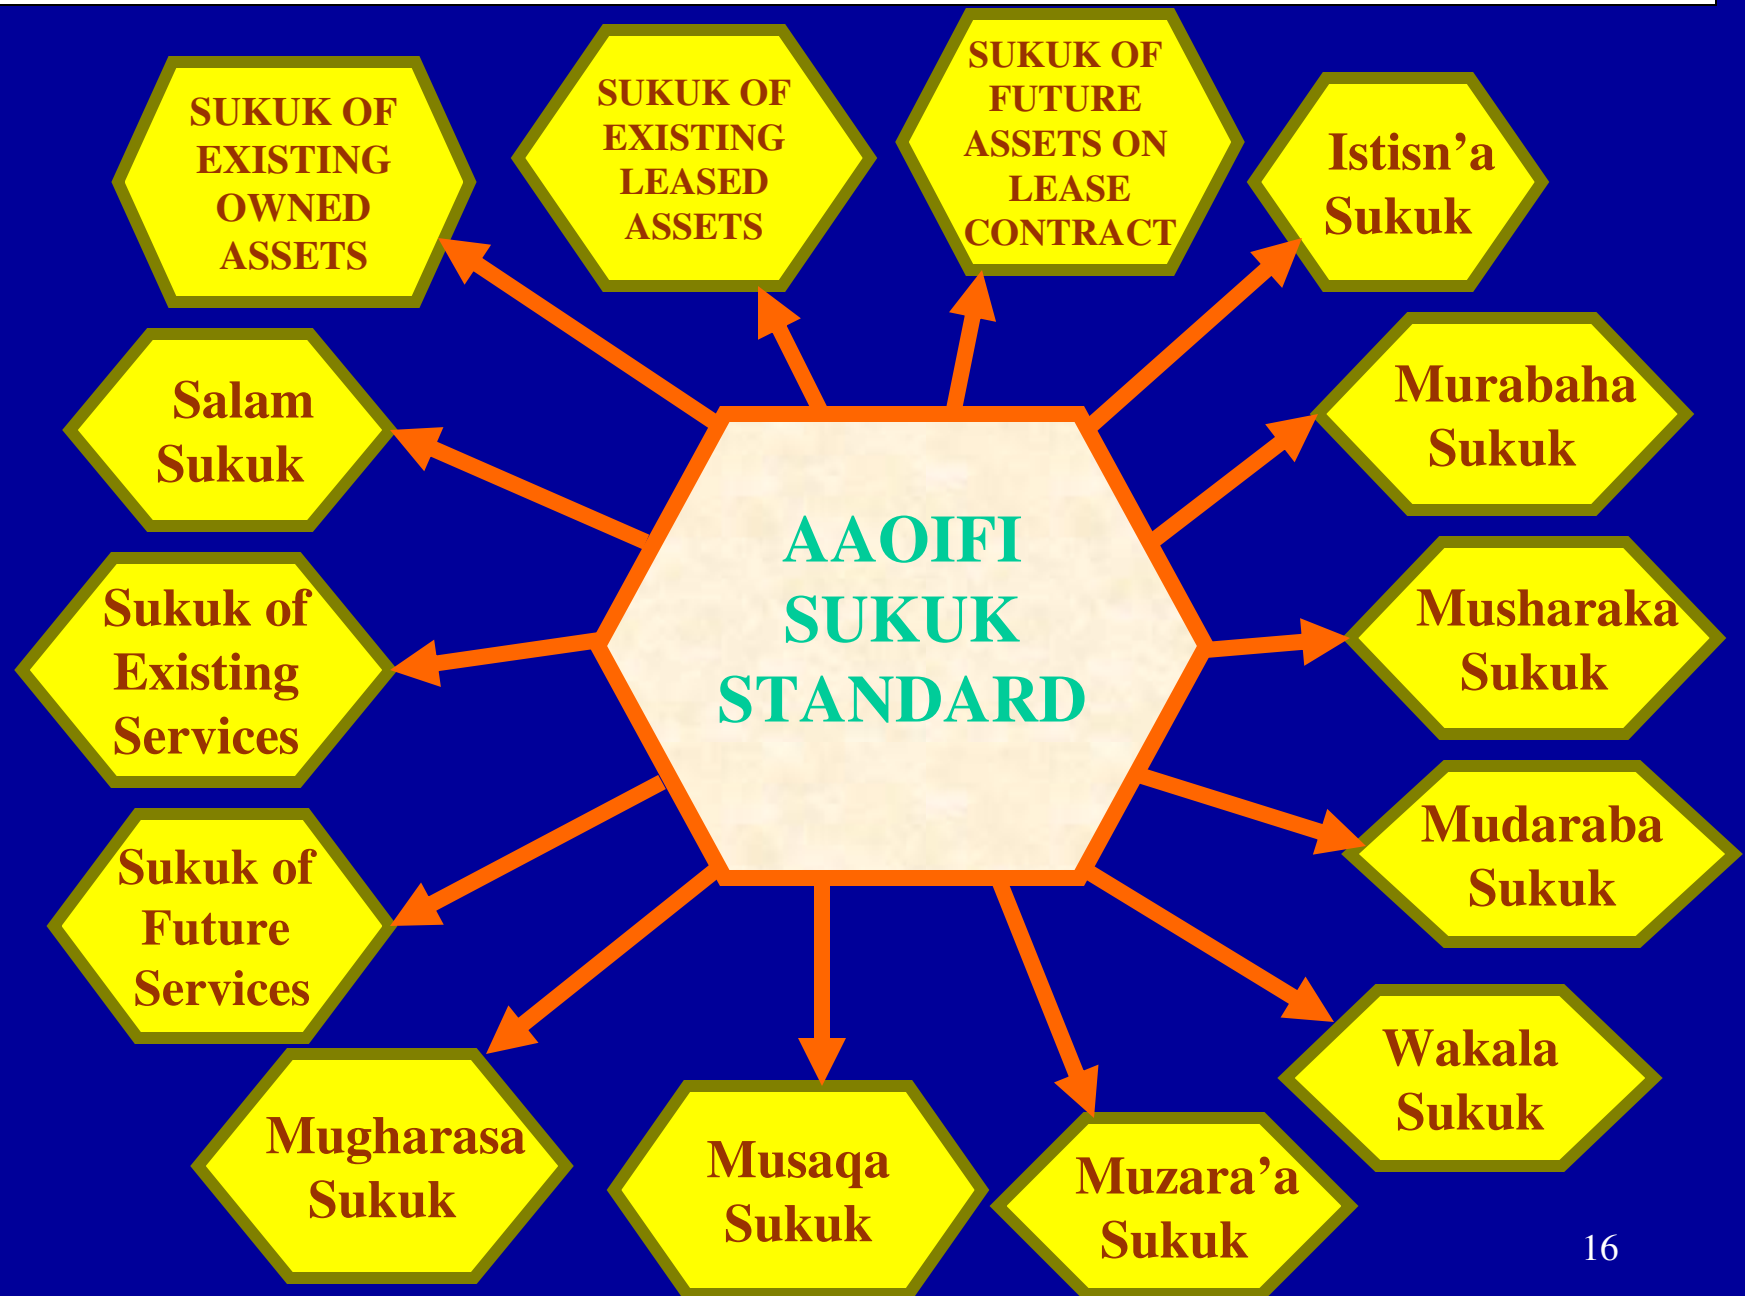 SUKUK OF
EXISTING
OWNED
ASSETS
SUKUK OF
EXISTING
LEASED
ASSETS
SUKUK OF
FUTURE
ASSETS ON
LEASE
CONTRACT
Istisn’a
Sukuk
Murabaha
Sukuk
Musharaka
Sukuk
Mudaraba
Sukuk
Wakala
Sukuk
Muzara’a
Sukuk
Musaqa
Sukuk
Mugharasa
Sukuk
Sukuk of
Future
Services
Sukuk of
Existing
Services
Salam
Sukuk
AAOIFI
SUKUK
STANDARD
16